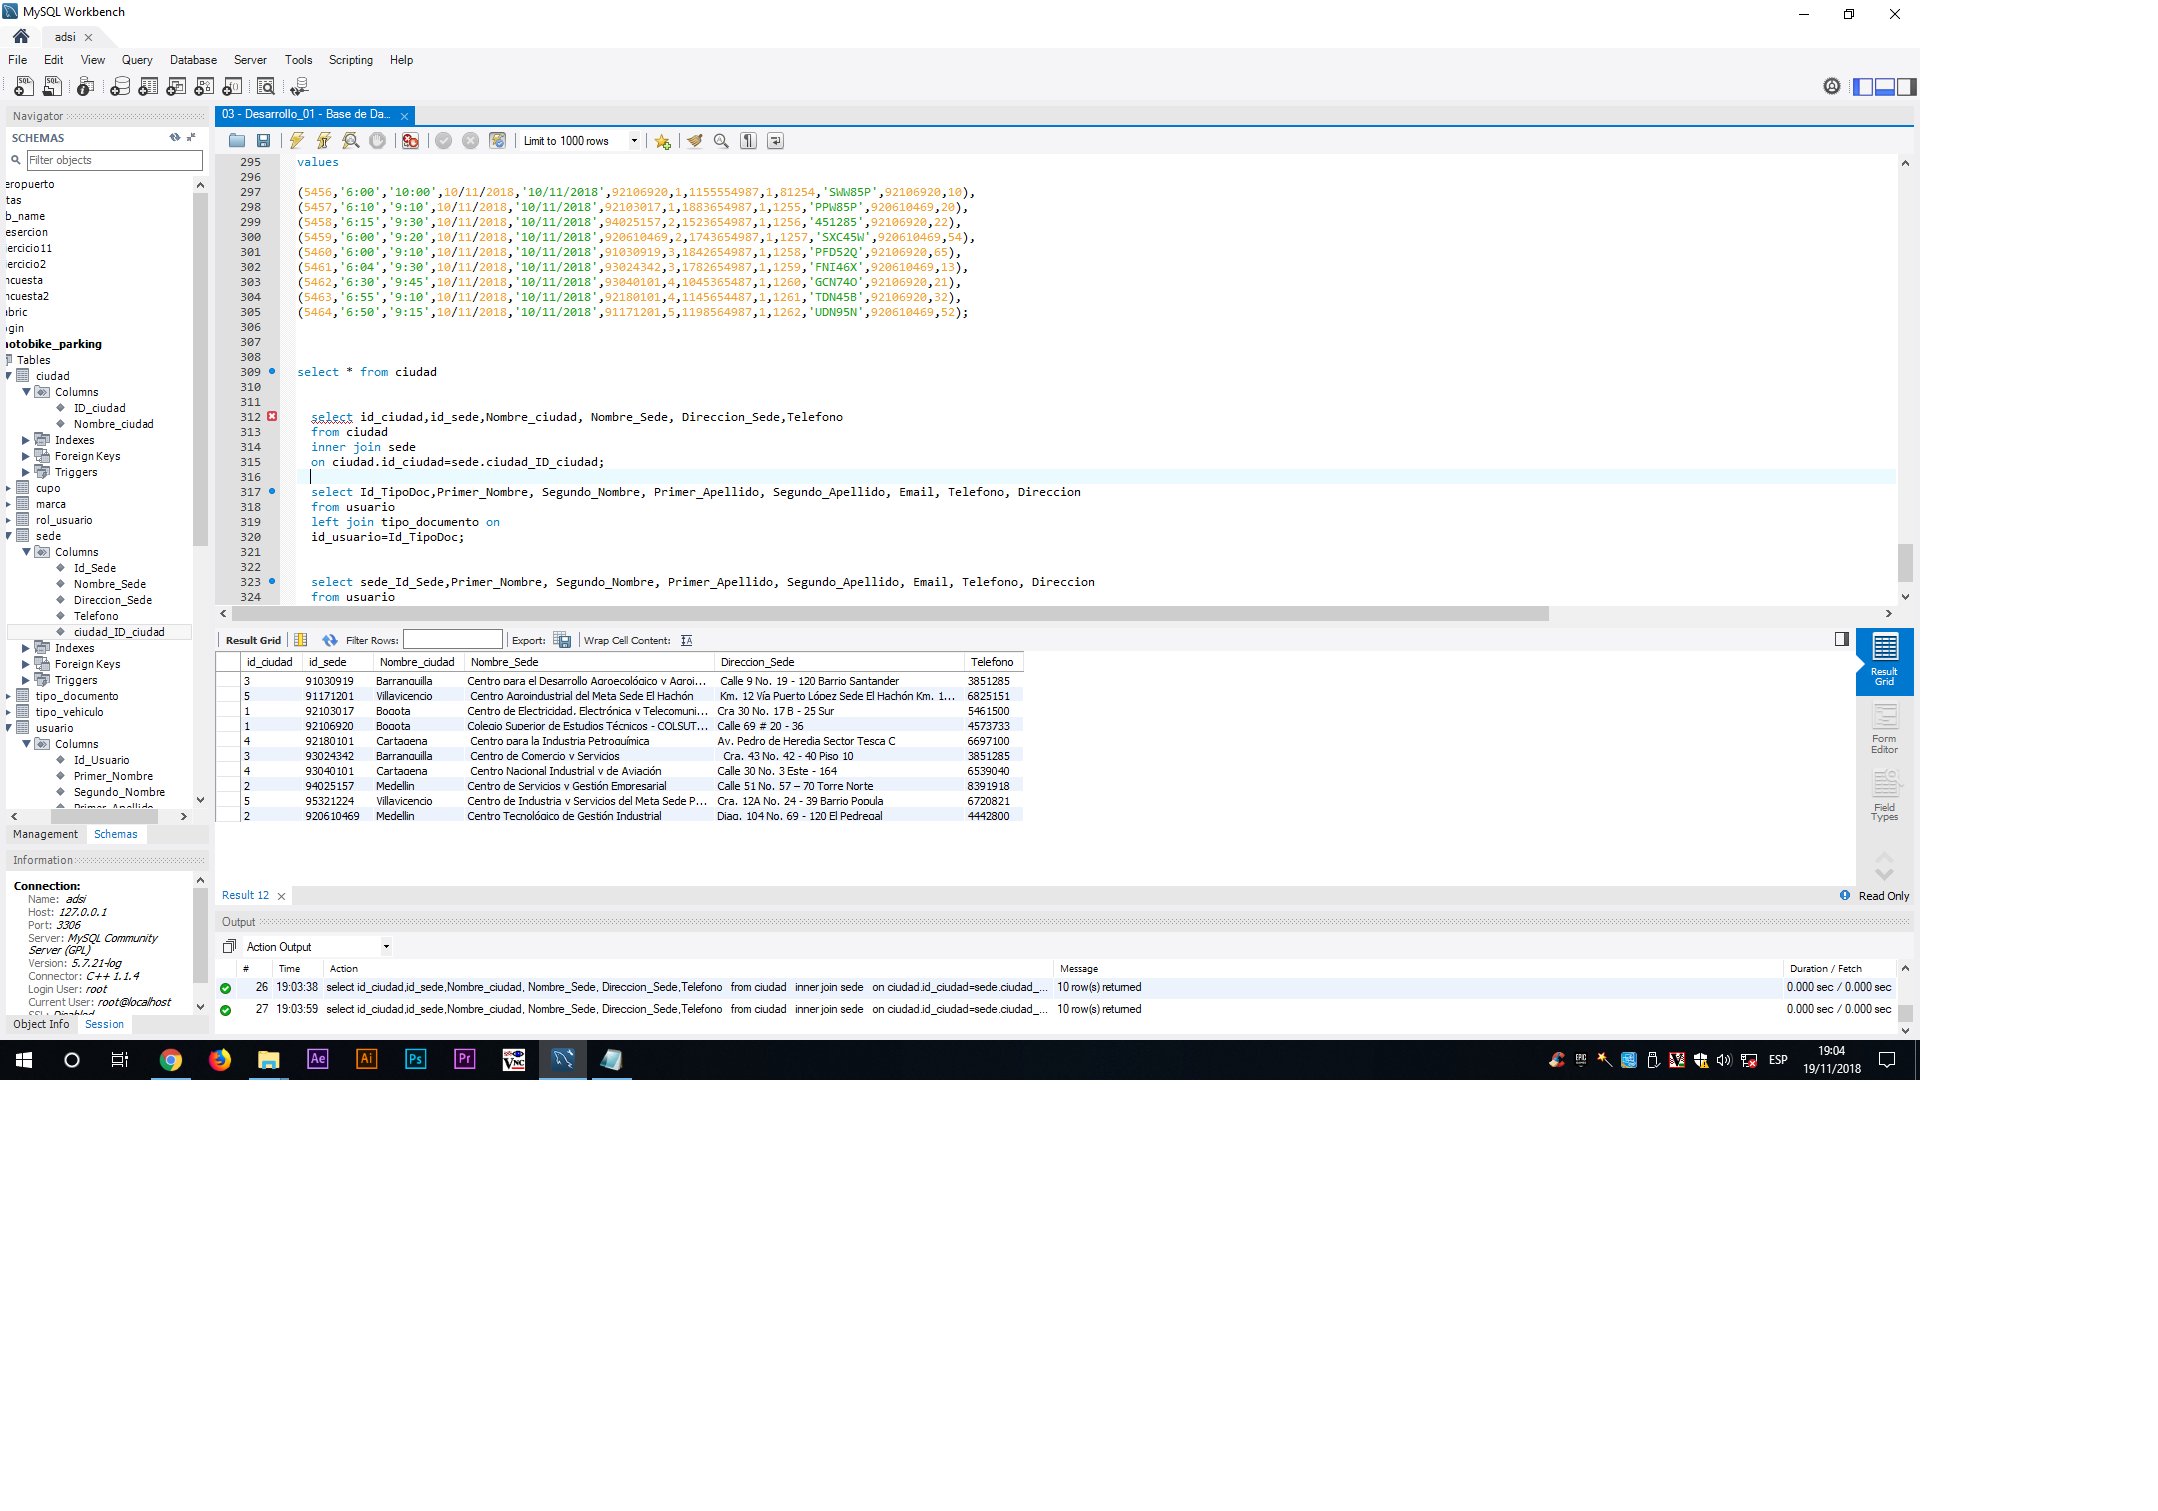 MySQL Workbench
adsi
File Edit View Query Database Server Tools Scripting Help
Navigator
SCHEMAS
Filter objects
eropuerto
tas
b_name
esercion
ercicio11
ercicio2
ncuesta
ncuesta2
abric
ogin
otobike_parking
Tables
ciudad
Columns
ID_ciudad
Nombre_ciudad
Indexes
Foreign Keys
Triggers
cupo
marca
rol_usuario
sede
Columns
Id_Sede
Nombre_Sede
Direccion_Sede
Telefono
ciudad_ID_ciudad
Indexes
Foreign Keys
Triggers
tipo_documento
tipo_vehiculo
usuario
Columns
Id_Usuario
Primer_Nombre
Segundo_Nombre
Primer_Apellido
Management Schemas
Information
Connection:
Name: adsi
Host: 127.0.0.1
Port: 3306
Server: MySQL Community
Server (GPL)
Version: 5.7.21-log
Connector: C++ 1.1.4
Login User: root
Current User: root@localhost
SSL: Disabled
Object Info Session
03 - Desarrollo_01 - Base de Da...
Limit to 1000 rows
295 values
296
297 (5456,'6:00','10:00',10/11/2018,'10/11/2018',92106920,1,1155554987,1,81254,'SWW85P',92106920,10),
298 (5457,'6:10','9:10',10/11/2018,'10/11/2018',92103017,1,1883654987,1,1255,'PPW85P',920610469,20),
299 (5458,'6:15','9:30',10/11/2018,'10/11/2018',94025157,2,1523654987,1,1256,'451285',92106920,22),
300 (5459,'6:00','9:20',10/11/2018,'10/11/2018',920610469,2,1743654987,1,1257,'SXC45W',920610469,54),
301 (5460,'6:00','9:10',10/11/2018,'10/11/2018',91030919,3,1842654987,1,1258,'PFD52Q',92106920,65),
302 (5461,'6:04','9:30',10/11/2018,'10/11/2018',93024342,3,1782654987,1,1259,'FNI46X',920610469,13),
303 (5462,'6:30','9:45',10/11/2018,'10/11/2018',93040101,4,1045365487,1,1260,'GCN74O',92106920,21),
304 (5463,'6:55','9:10',10/11/2018,'10/11/2018',92180101,4,1145654487,1,1261,'TDN45B',92106920,32),
305 (5464,'6:50','9:15',10/11/2018,'10/11/2018',91171201,5,1198564987,1,1262,'UDN95N',920610469,52);
306
307
308
309 select * from ciudad
310
311
312 select id_ciudad,id_sede,Nombre_ciudad, Nombre_Sede, Direccion_Sede,Telefono
313 from ciudad
314 inner join sede
315 on ciudad.id_ciudad=sede.ciudad_ID_ciudad;
316
317 select Id_TipoDoc,Primer_Nombre, Segundo_Nombre, Primer_Apellido, Segundo_Apellido, Email, Telefono, Direccion
318 from usuario
319 left join tipo_documento on
320 id_usuario=Id_TipoDoc;
321
322
323 select sede_Id_Sede,Primer_Nombre, Segundo_Nombre, Primer_Apellido, Segundo_Apellido, Email, Telefono, Direccion
324 from usuario
Result Grid Filter Rows: Export: Wrap Cell Content:
id_ciudad id_sede Nombre_ciudad Nombre_Sede Direccion_Sede Telefono
3 91030919 Barranquilla Centro para el Desarrollo Agroecológico y Agroi... Calle 9 No. 19 - 120 Barrio Santander 3851285
5 91171201 Villavicencio Centro Agroindustrial del Meta Sede El Hachón Km. 12 Vía Puerto López Sede El Hachón Km. 1... 6825151
1 92103017 Bogota Centro de Electricidad, Electrónica y Telecomuni... Cra 30 No. 17 B - 25 Sur 5461500
1 92106920 Bogota Colegio Superior de Estudios Técnicos - COLSUT... Calle 69 # 20 - 36 4573733
4 92180101 Cartagena Centro para la Industria Petroquímica Av. Pedro de Heredia Sector Tesca C 6697100
3 93024342 Barranquilla Centro de Comercio y Servicios Cra. 43 No. 42 - 40 Piso 10 3851285
4 93040101 Cartagena Centro Nacional Industrial y de Aviación Calle 30 No. 3 Este - 164 6539040
2 94025157 Medellin Centro de Servicios y Gestión Empresarial Calle 51 No. 57 – 70 Torre Norte 8391918
5 95321224 Villavicencio Centro de Industria y Servicios del Meta Sede P... Cra. 12A No. 24 - 39 Barrio Popula 6720821
2 920610469 Medellin Centro Tecnológico de Gestión Industrial Diag. 104 No. 69 - 120 El Pedregal 4442800
Result Grid
Form Editor
Field Types
Result 12
Read Only
Output
Action Output
# Time Action Message Duration / Fetch
26 19:03:38 select id_ciudad,id_sede,Nombre_ciudad, Nombre_Sede, Direccion_Sede,Telefono from ciudad inner join sede on ciudad.id_ciudad=sede.ciudad_... 10 row(s) returned 0.000 sec / 0.000 sec
27 19:03:59 select id_ciudad,id_sede,Nombre_ciudad, Nombre_Sede, Direccion_Sede,Telefono from ciudad inner join sede on ciudad.id_ciudad=sede.ciudad_... 10 row(s) returned 0.000 sec / 0.000 sec
Ae Ai Ps Pr VNC
EPIC
ESP
19:04
19/11/2018